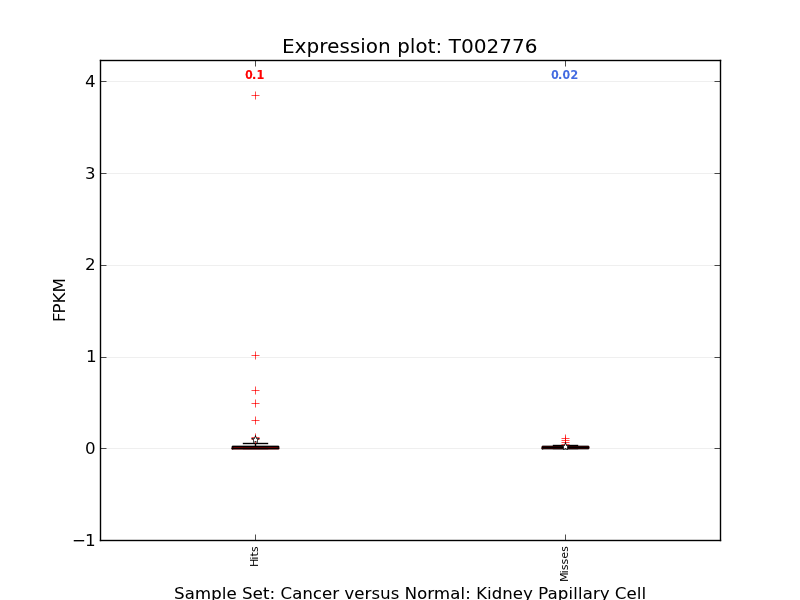 Expression plot: T002776
0.1
0.02
4
3
2
1
0
−1
FPKM
Hits
Misses
Sample Set: Cancer versus Normal: Kidney Papillary Cell